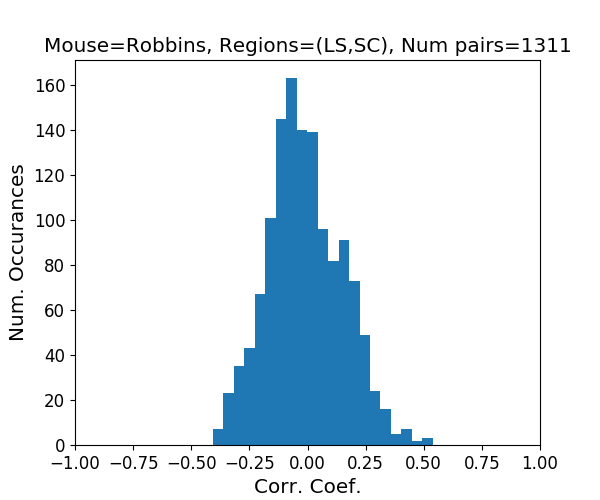 Mouse=Robbins, Regions=(LS,SC), Num pairs=1311
160
140
120
100
80
60
40
20
0
Num. Occurances
−1.00 −0.75 −0.50 −0.25 0.00 0.25 0.50 0.75 1.00
Corr. Coef.